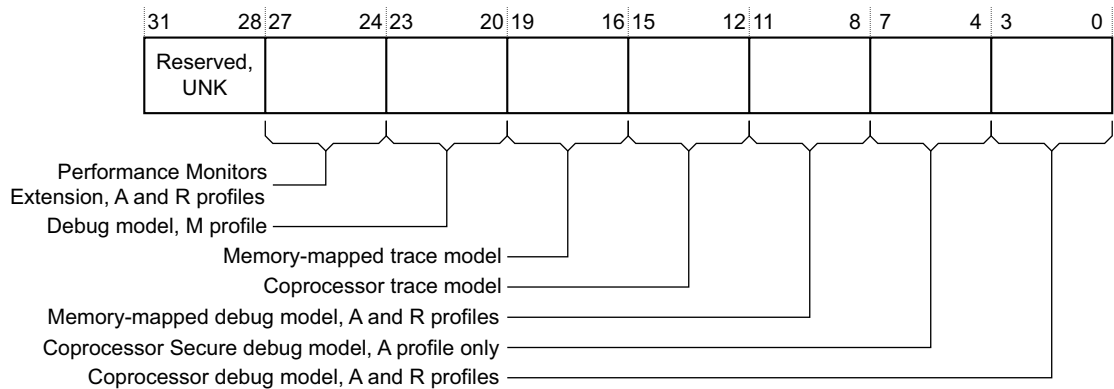 31 28 27 24 23 20 19 16 15 12 11 8 7 4 3 0
Reserved,
UNK
Performance Monitors
Extension, A and R profiles
Debug model, M profile
Memory-mapped trace model
Coprocessor trace model
Memory-mapped debug model, A and R profiles
Coprocessor Secure debug model, A profile only
Coprocessor debug model, A and R profiles